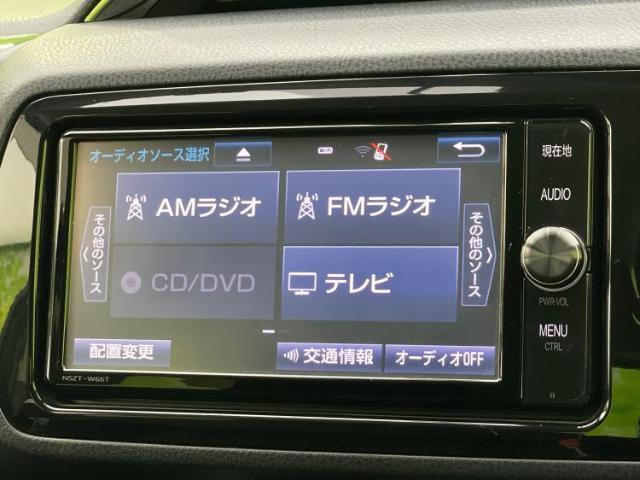 オーディオソース選択
現在地
AMラジオ
FMラジオ
AUDIO
その他のソース
その他のソース
CD/DVD
テレビ
PWR•VOL
MENU
CTRL
配置変更
交通情報
オーディオOFF
NSZT-W66T